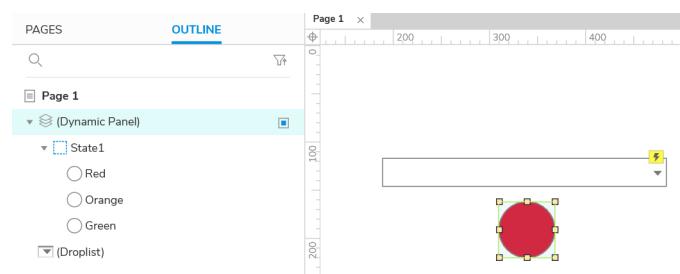 PAGES OUTLINE
Page 1
(Dynamic Panel)
State1
Red
Orange
Green
(Droplist)
Page 1 ×
200 300 400
0
100
200